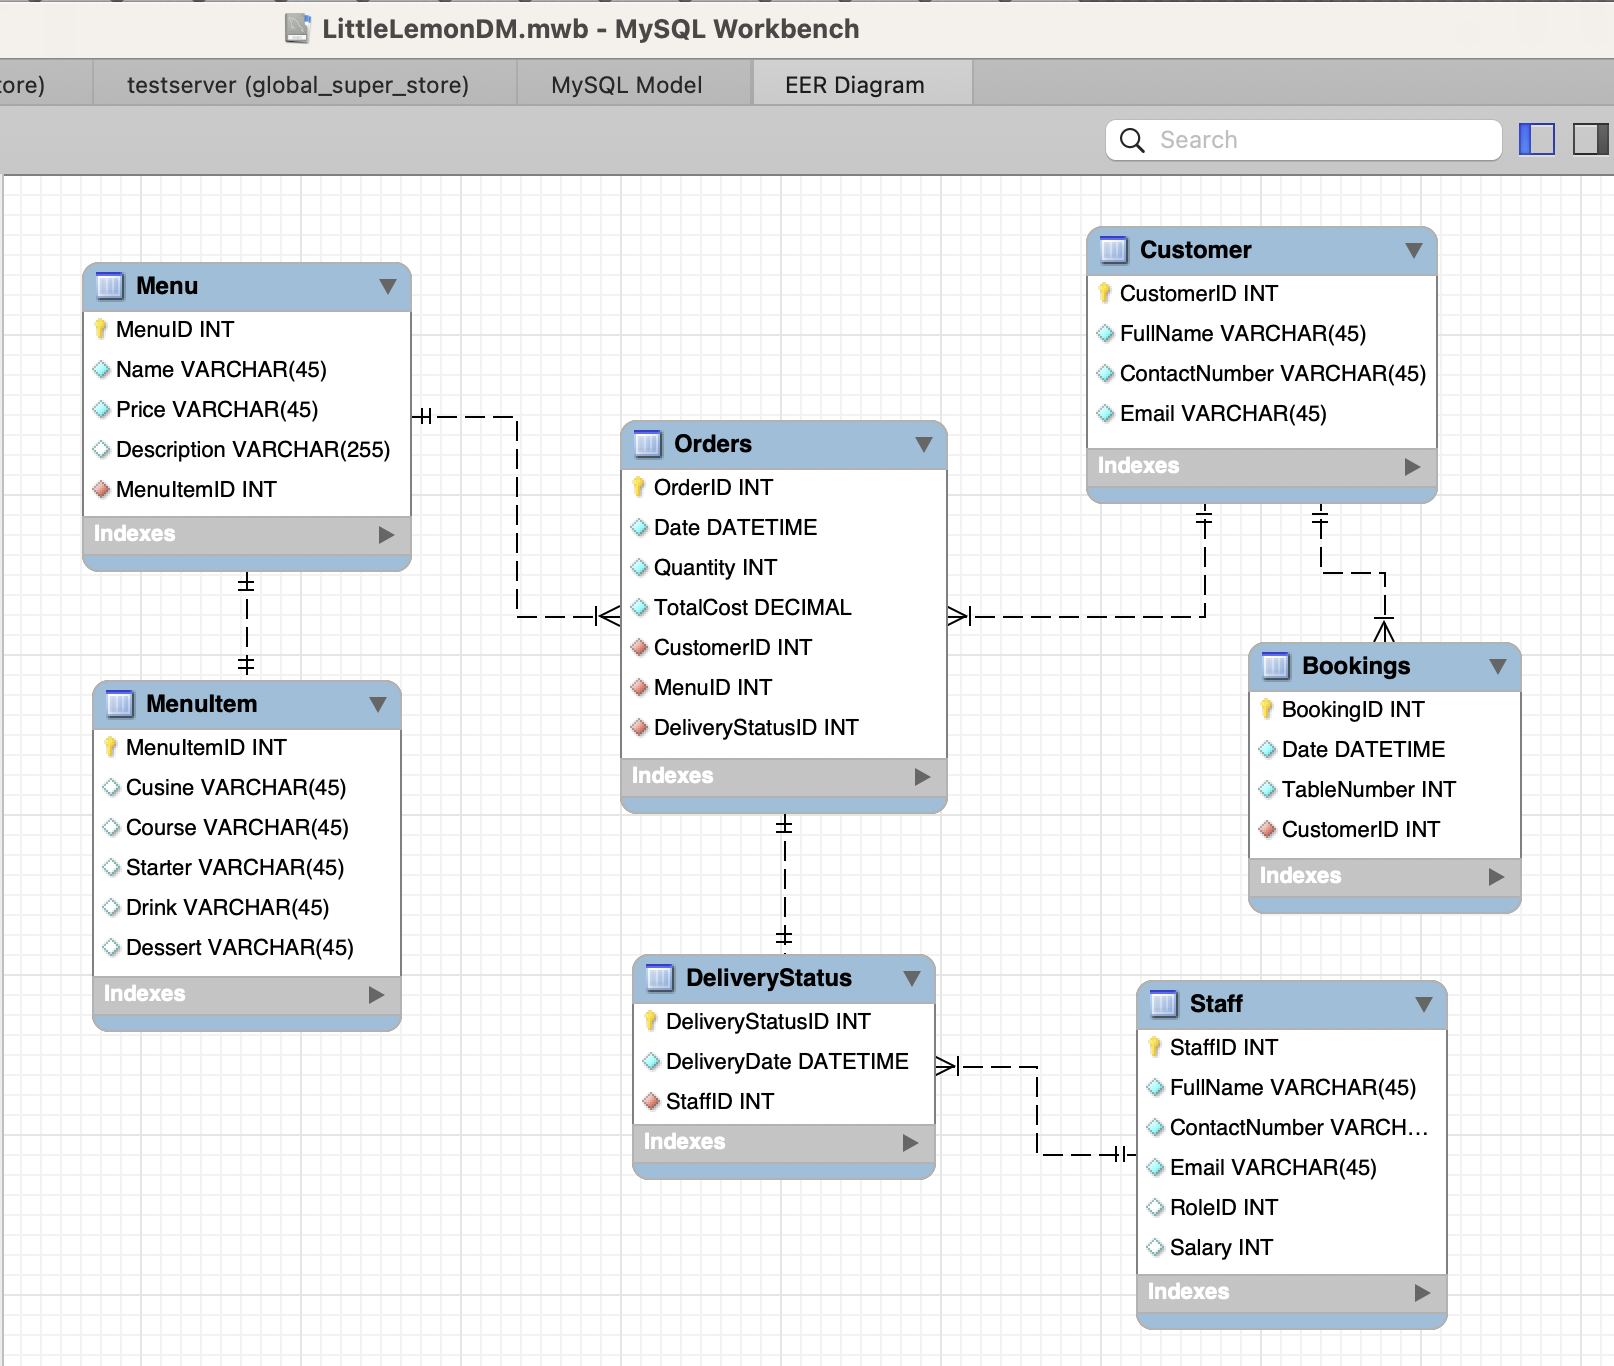 LittleLemonDM.mwb - MySQL Workbench
tore) testserver (global_super_store) MySQL Model EER Diagram
Search
Menu
MenuID INT
Name VARCHAR(45)
Price VARCHAR(45)
Description VARCHAR(255)
MenuItemID INT
Indexes
Customer
CustomerID INT
FullName VARCHAR(45)
ContactNumber VARCHAR(45)
Email VARCHAR(45)
Indexes
Orders
OrderID INT
Date DATETIME
Quantity INT
TotalCost DECIMAL
CustomerID INT
MenuID INT
DeliveryStatusID INT
Indexes
MenuItem
MenuItemID INT
Cusine VARCHAR(45)
Course VARCHAR(45)
Starter VARCHAR(45)
Drink VARCHAR(45)
Dessert VARCHAR(45)
Indexes
Bookings
BookingID INT
Date DATETIME
TableNumber INT
CustomerID INT
Indexes
DeliveryStatus
DeliveryStatusID INT
DeliveryDate DATETIME
StaffID INT
Indexes
Staff
StaffID INT
FullName VARCHAR(45)
ContactNumber VARCH...
Email VARCHAR(45)
RoleID INT
Salary INT
Indexes